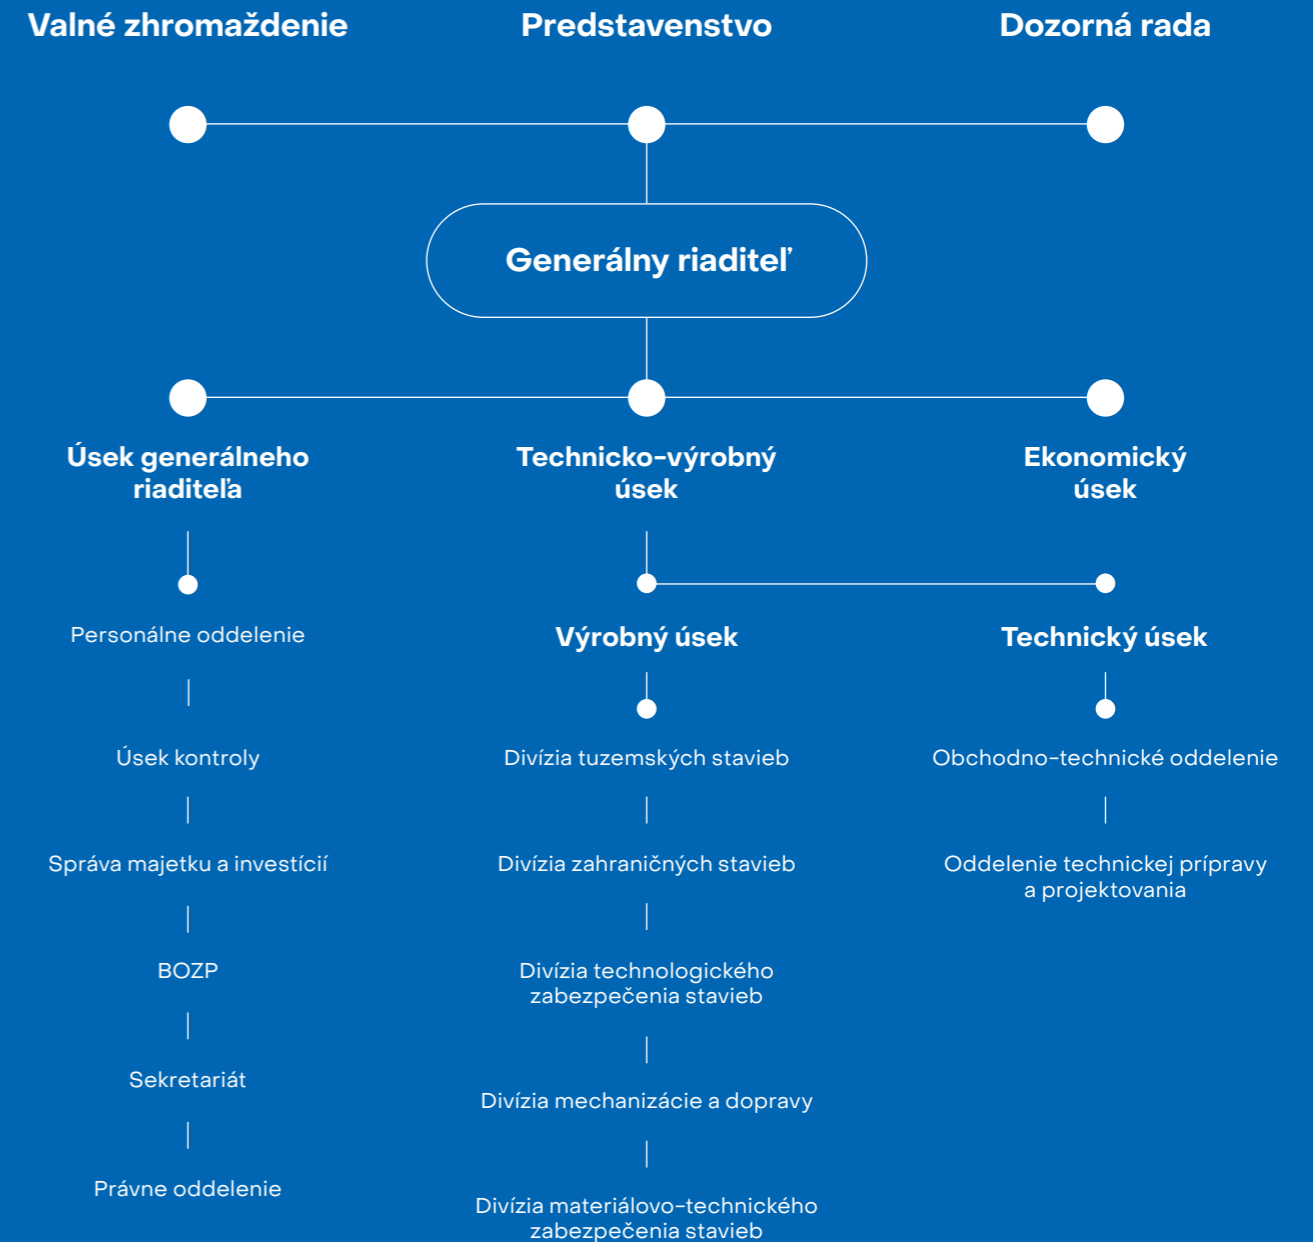 Valné zhromaždenie
Predstavenstvo
Dozorná rada
Generálny riaditeľ
Úsek generálneho
riaditeľa
Technicko-výrobný
úsek
Ekonomický
úsek
Personálne oddelenie
Úsek kontroly
Správa majetku a investícií
BOZP
Sekretariát
Právne oddelenie
Výrobný úsek
Divízia tuzemských stavieb
Divízia zahraničných stavieb
Divízia technologického
zabezpečenia stavieb
Divízia mechanizácie a dopravy
Divízia materiálovo-technického
zabezpečenia stavieb
Technický úsek
Obchodno-technické oddelenie
Oddelenie technickej prípravy
a projektovania